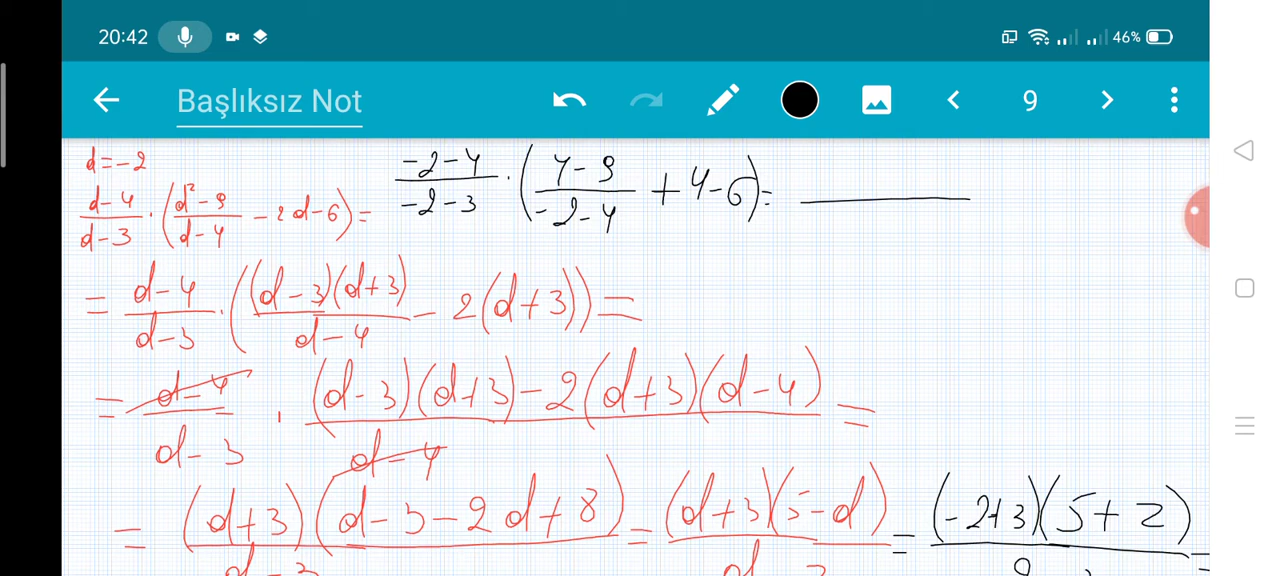 20:42 46%
Başlıksız Not 9
d = -2
(d-4)/(d-3) · ((d²-9)/(d-4) - 2d-6) =
(-2-4)/(-2-3) · ((4-9)/(-2-4) + 4-6) =
= (d-4)/(d-3) · (((d-3)(d+3))/(d-4) - 2(d+3)) =
= (d-4)/(d-3) · ((d-3)(d+3)-2(d+3)(d-4))/(d-4) =
= (d+3)(d-3-2d+8)/(d-3) = (d+3)(5-d)/ = (-2+3)(5+2)/ =